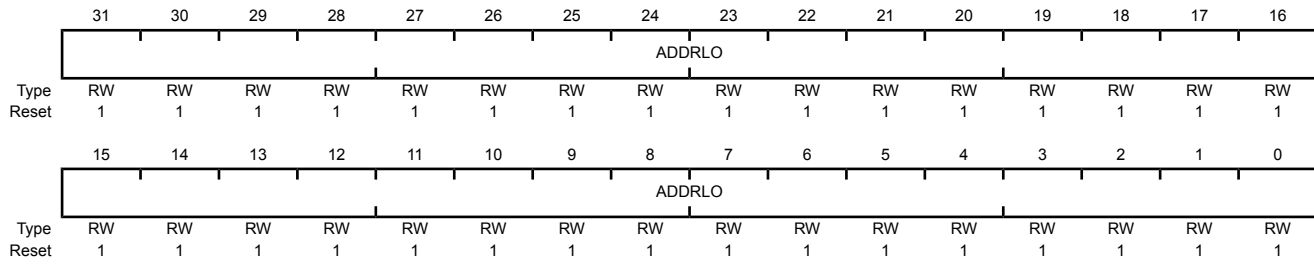 31 30 29 28 27 26 25 24 23 22 21 20 19 18 17 16
ADDRLO
Type RW RW RW RW RW RW RW RW RW RW RW RW RW RW RW RW
Reset 1 1 1 1 1 1 1 1 1 1 1 1 1 1 1 1
15 14 13 12 11 10 9 8 7 6 5 4 3 2 1 0
ADDRLO
Type RW RW RW RW RW RW RW RW RW RW RW RW RW RW RW RW
Reset 1 1 1 1 1 1 1 1 1 1 1 1 1 1 1 1